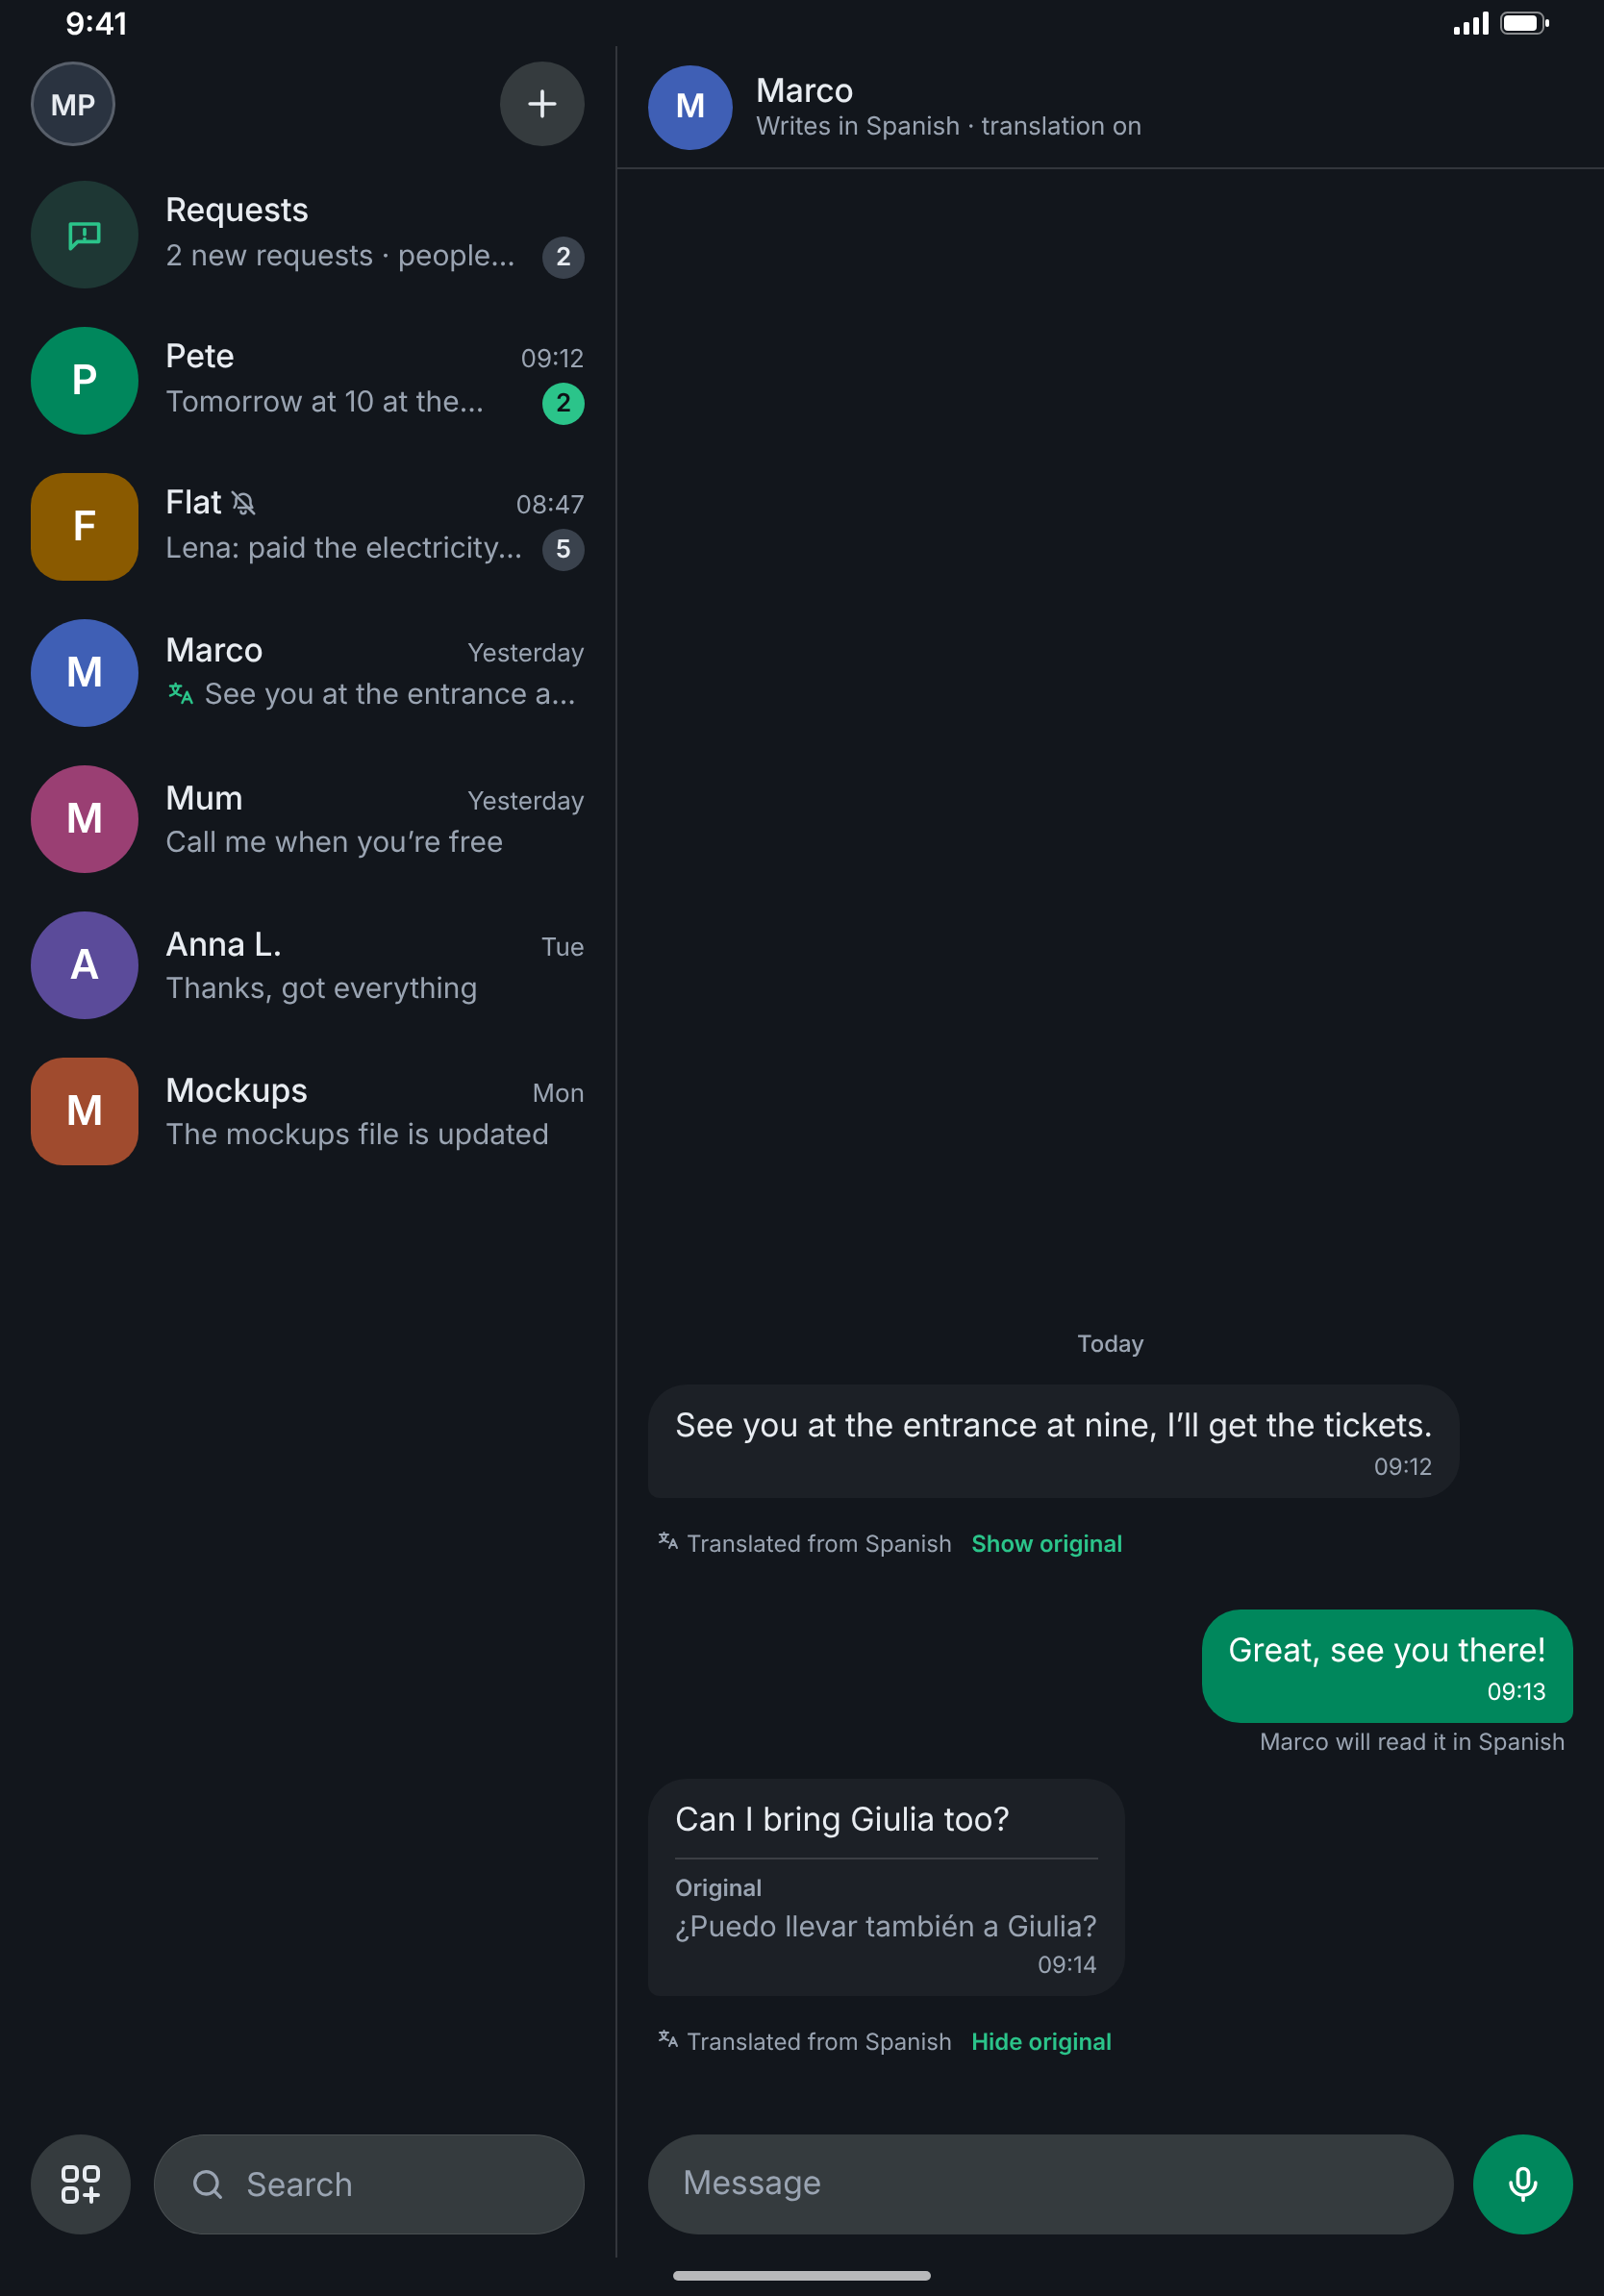 9:41
MP
Requests
2 new requests · people...
2
P
Pete
09:12
Tomorrow at 10 at the...
2
F
Flat
08:47
Lena: paid the electricity...
5
M
Marco
Yesterday
See you at the entrance a...
M
Mum
Yesterday
Call me when you’re free
A
Anna L.
Tue
Thanks, got everything
M
Mockups
Mon
The mockups file is updated
Search
M
Marco
Writes in Spanish · translation on
Today
See you at the entrance at nine, I’ll get the tickets.
09:12
Translated from Spanish Show original
Great, see you there!
09:13
Marco will read it in Spanish
Can I bring Giulia too?
Original
¿Puedo llevar también a Giulia?
09:14
Translated from Spanish Hide original
Message